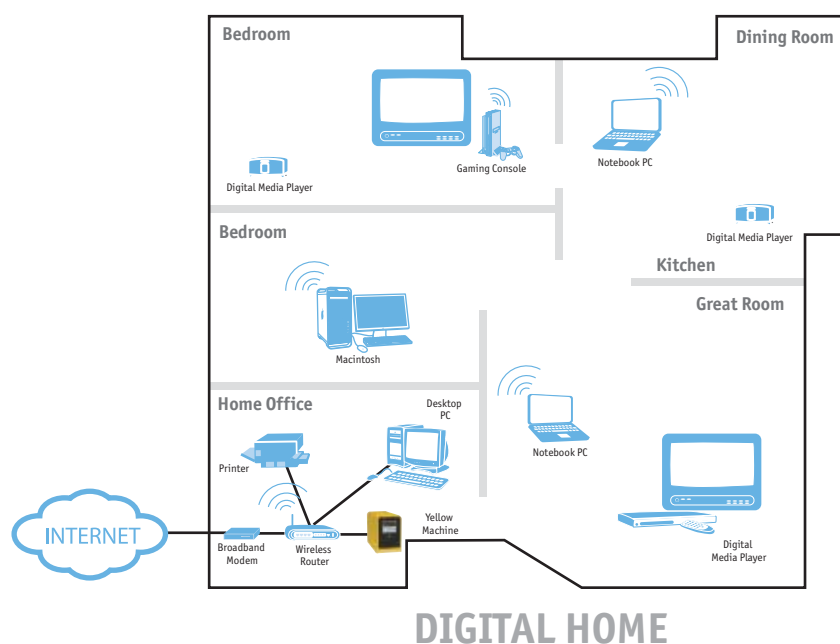 Bedroom
Dining Room
Gaming Console
Notebook PC
Digital Media Player
Bedroom
Digital Media Player
Kitchen
Great Room
Macintosh
Home Office
Desktop
PC
Notebook PC
Printer
INTERNET
Broadband
Modem
Wireless
Router
Yellow
Machine
Digital
Media Player
DIGITAL HOME